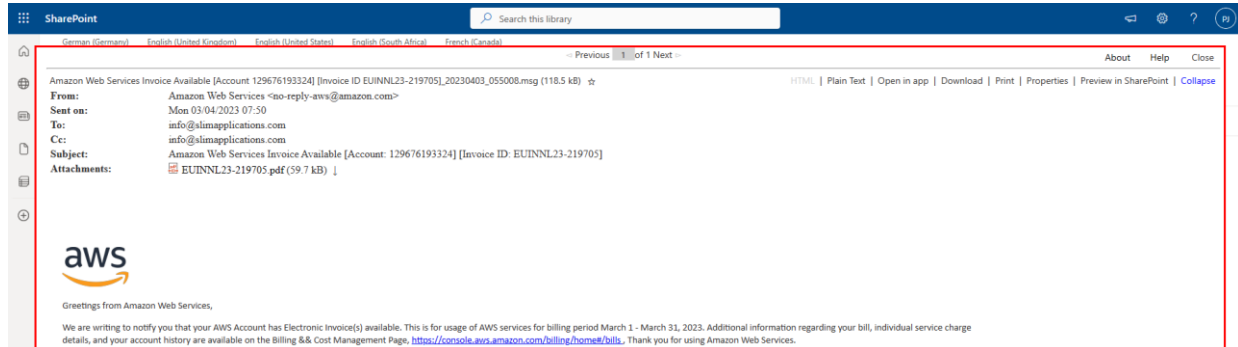 SharePoint
Search this library
PJ
German (Germany) English (United Kingdom) English (United States) English (South Africa) French (Canada)
Previous 1 of 1 Next
About Help Close
Amazon Web Services Invoice Available [Account 129676193324] [Invoice ID EUINNL23-219705]_20230403_055008.msg (118.5 kB) ☆
HTML | Plain Text | Open in app | Download | Print | Properties | Preview in SharePoint | Collapse
From: Amazon Web Services <no-reply-aws@amazon.com>
Sent on: Mon 03/04/2023 07:50
To: info@slimapplications.com
Cc: info@slimapplications.com
Subject: Amazon Web Services Invoice Available [Account: 129676193324] [Invoice ID: EUINNL23-219705]
Attachments: EUINNL23-219705.pdf (59.7 kB) ↓
aws
Greetings from Amazon Web Services,
We are writing to notify you that your AWS Account has Electronic Invoice(s) available. This is for usage of AWS services for billing period March 1 - March 31, 2023. Additional information regarding your bill, individual service charge
details, and your account history are available on the Billing && Cost Management Page, https://console.aws.amazon.com/billing/home#/bills , Thank you for using Amazon Web Services.